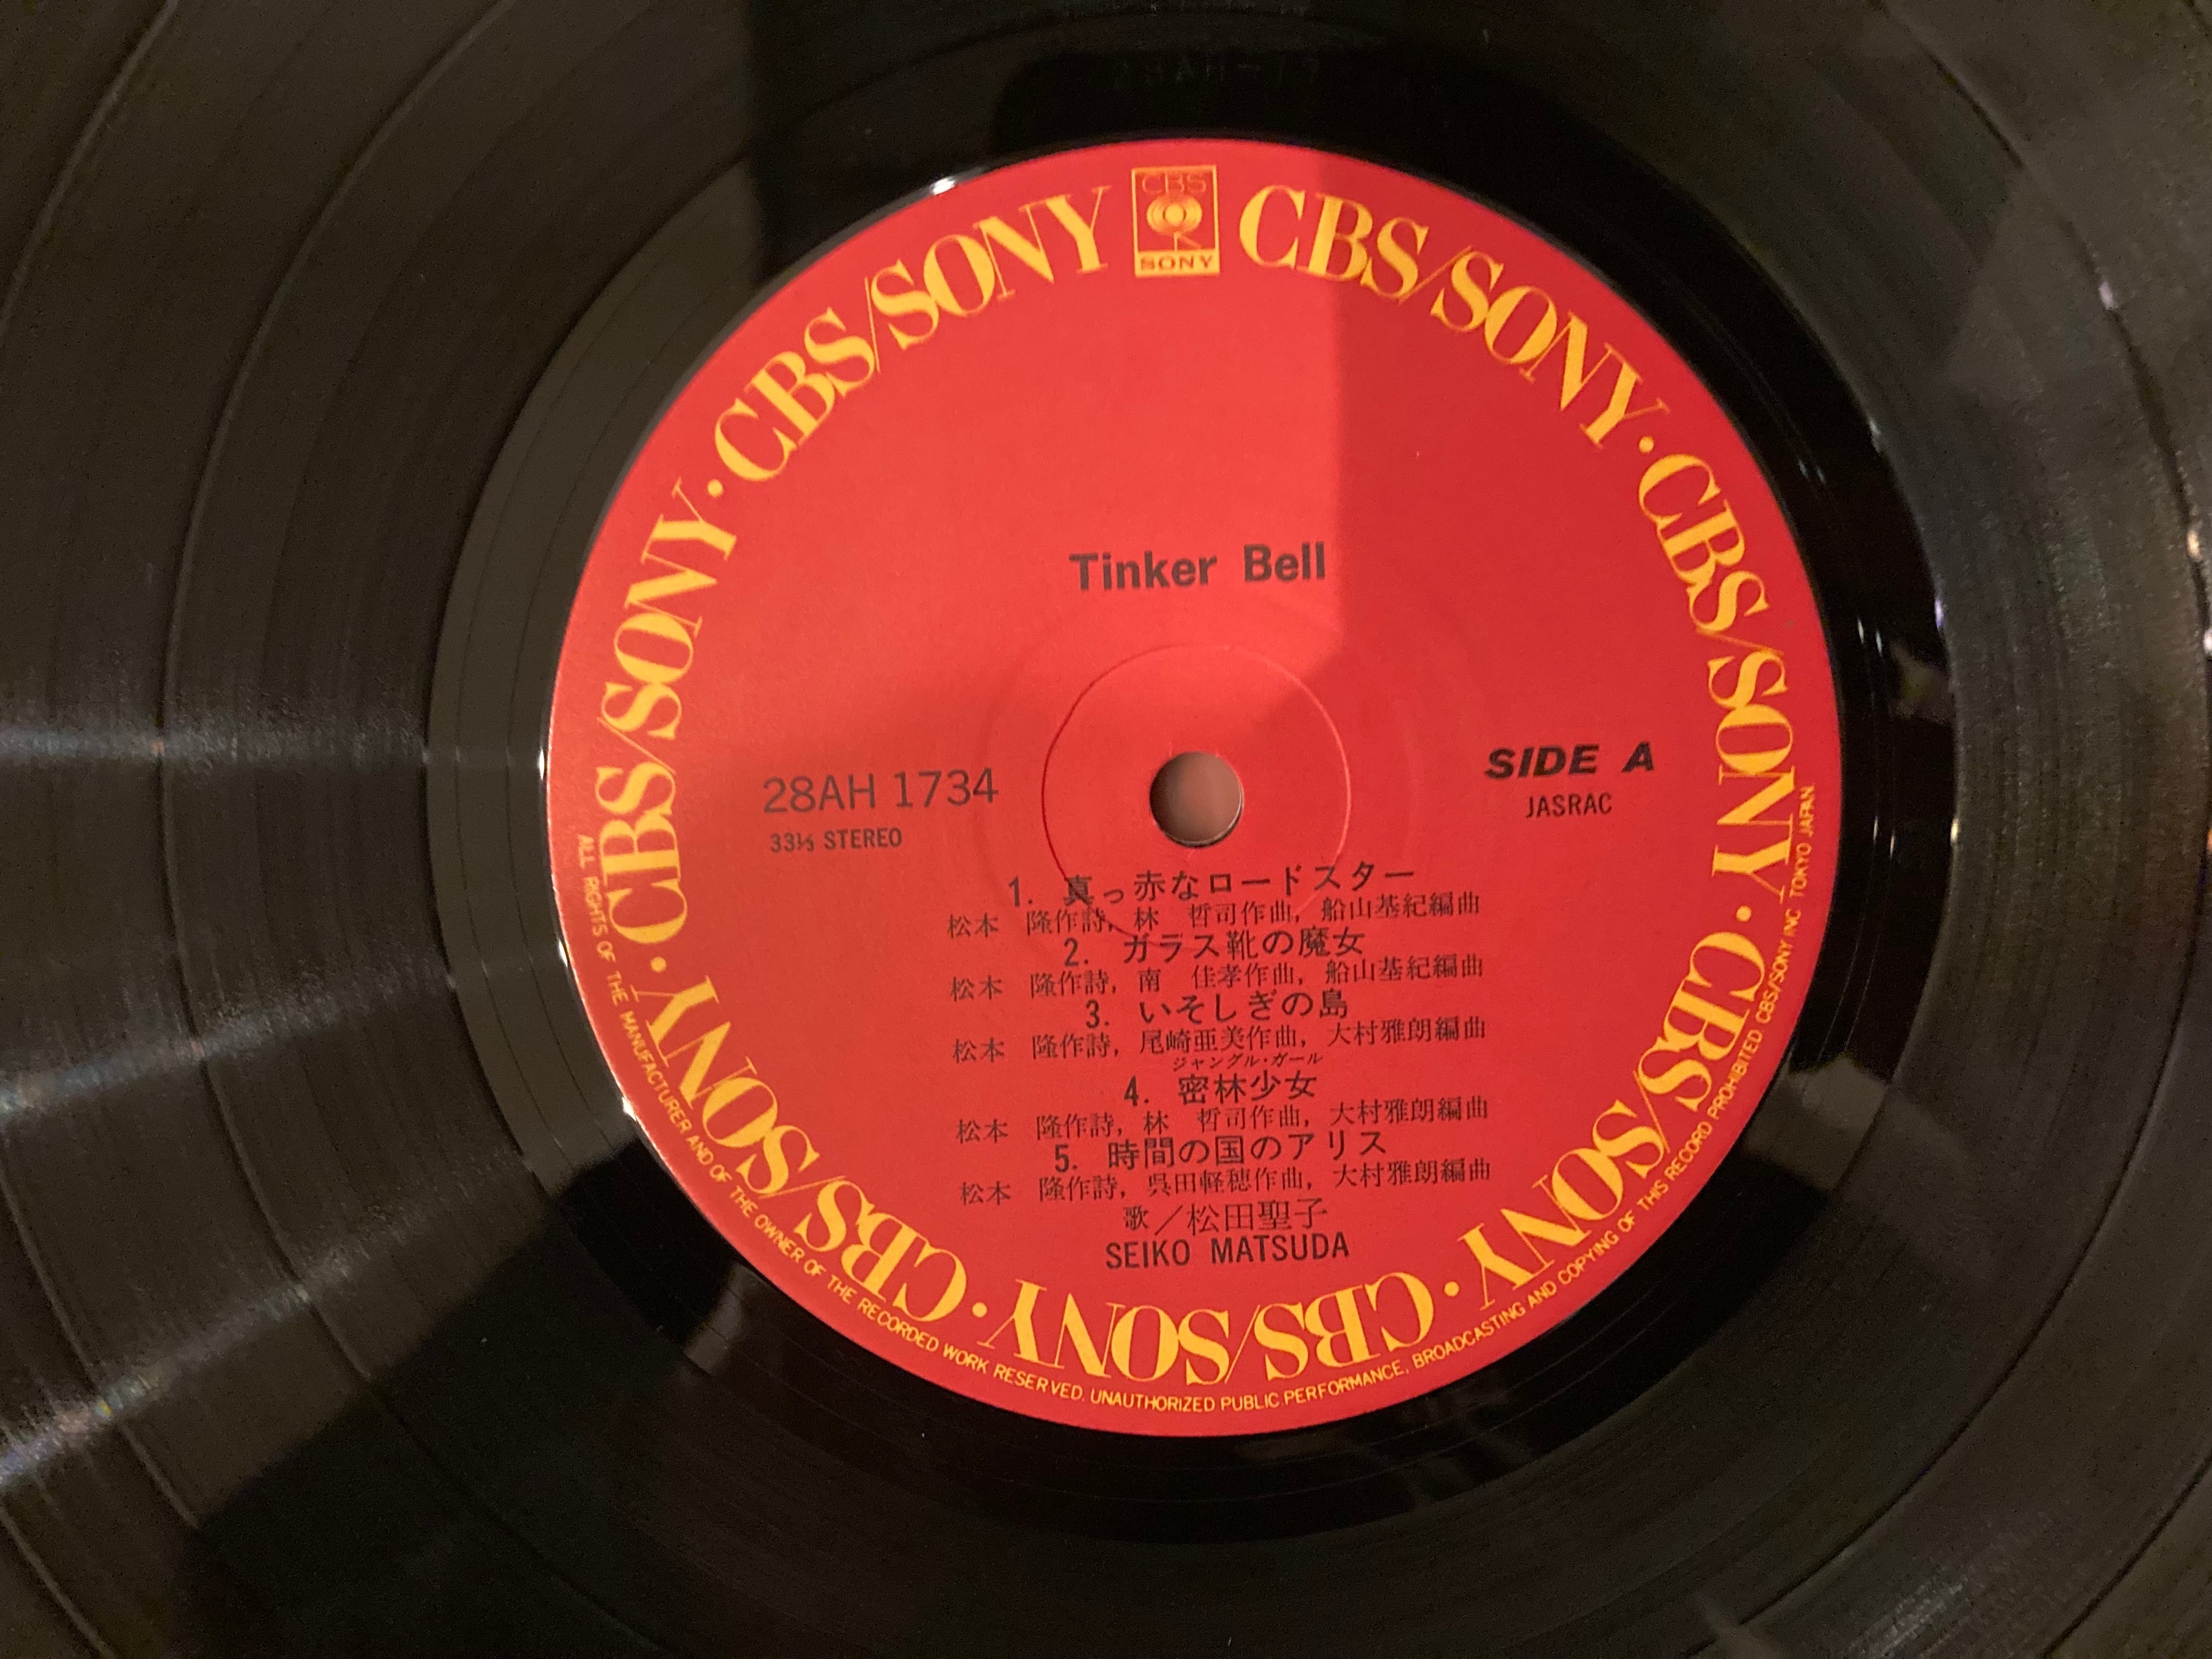 CBS
SONY
CBS/SONY · CBS/SONY · CBS/SONY · CBS/SONY · CBS/SONY · CBS/SONY · CBS/SONY · CBS/SONY
Tinker Bell
28AH 1734
33⅓ STEREO
SIDE A
JASRAC
1. 真っ赤なロードスター
松本 隆作詩, 林 哲司作曲, 船山基紀編曲
2. ガラス靴の魔女
松本 隆作詩, 南 佳孝作曲, 船山基紀編曲
3. いそしぎの島
松本 隆作詩, 尾崎亜美作曲, 大村雅朗編曲
ジャングル・ガール
4. 密林少女
松本 隆作詩, 林 哲司作曲, 大村雅朗編曲
5. 時間の国のアリス
松本 隆作詩, 呉田軽穂作曲, 大村雅朗編曲
歌／松田聖子
SEIKO MATSUDA
ALL RIGHTS OF THE MANUFACTURER AND OF THE OWNER OF THE RECORDED WORK RESERVED. UNAUTHORIZED PUBLIC PERFORMANCE, BROADCASTING AND COPYING OF THIS RECORD PROHIBITED CBS/SONY INC. TOKYO JAPAN